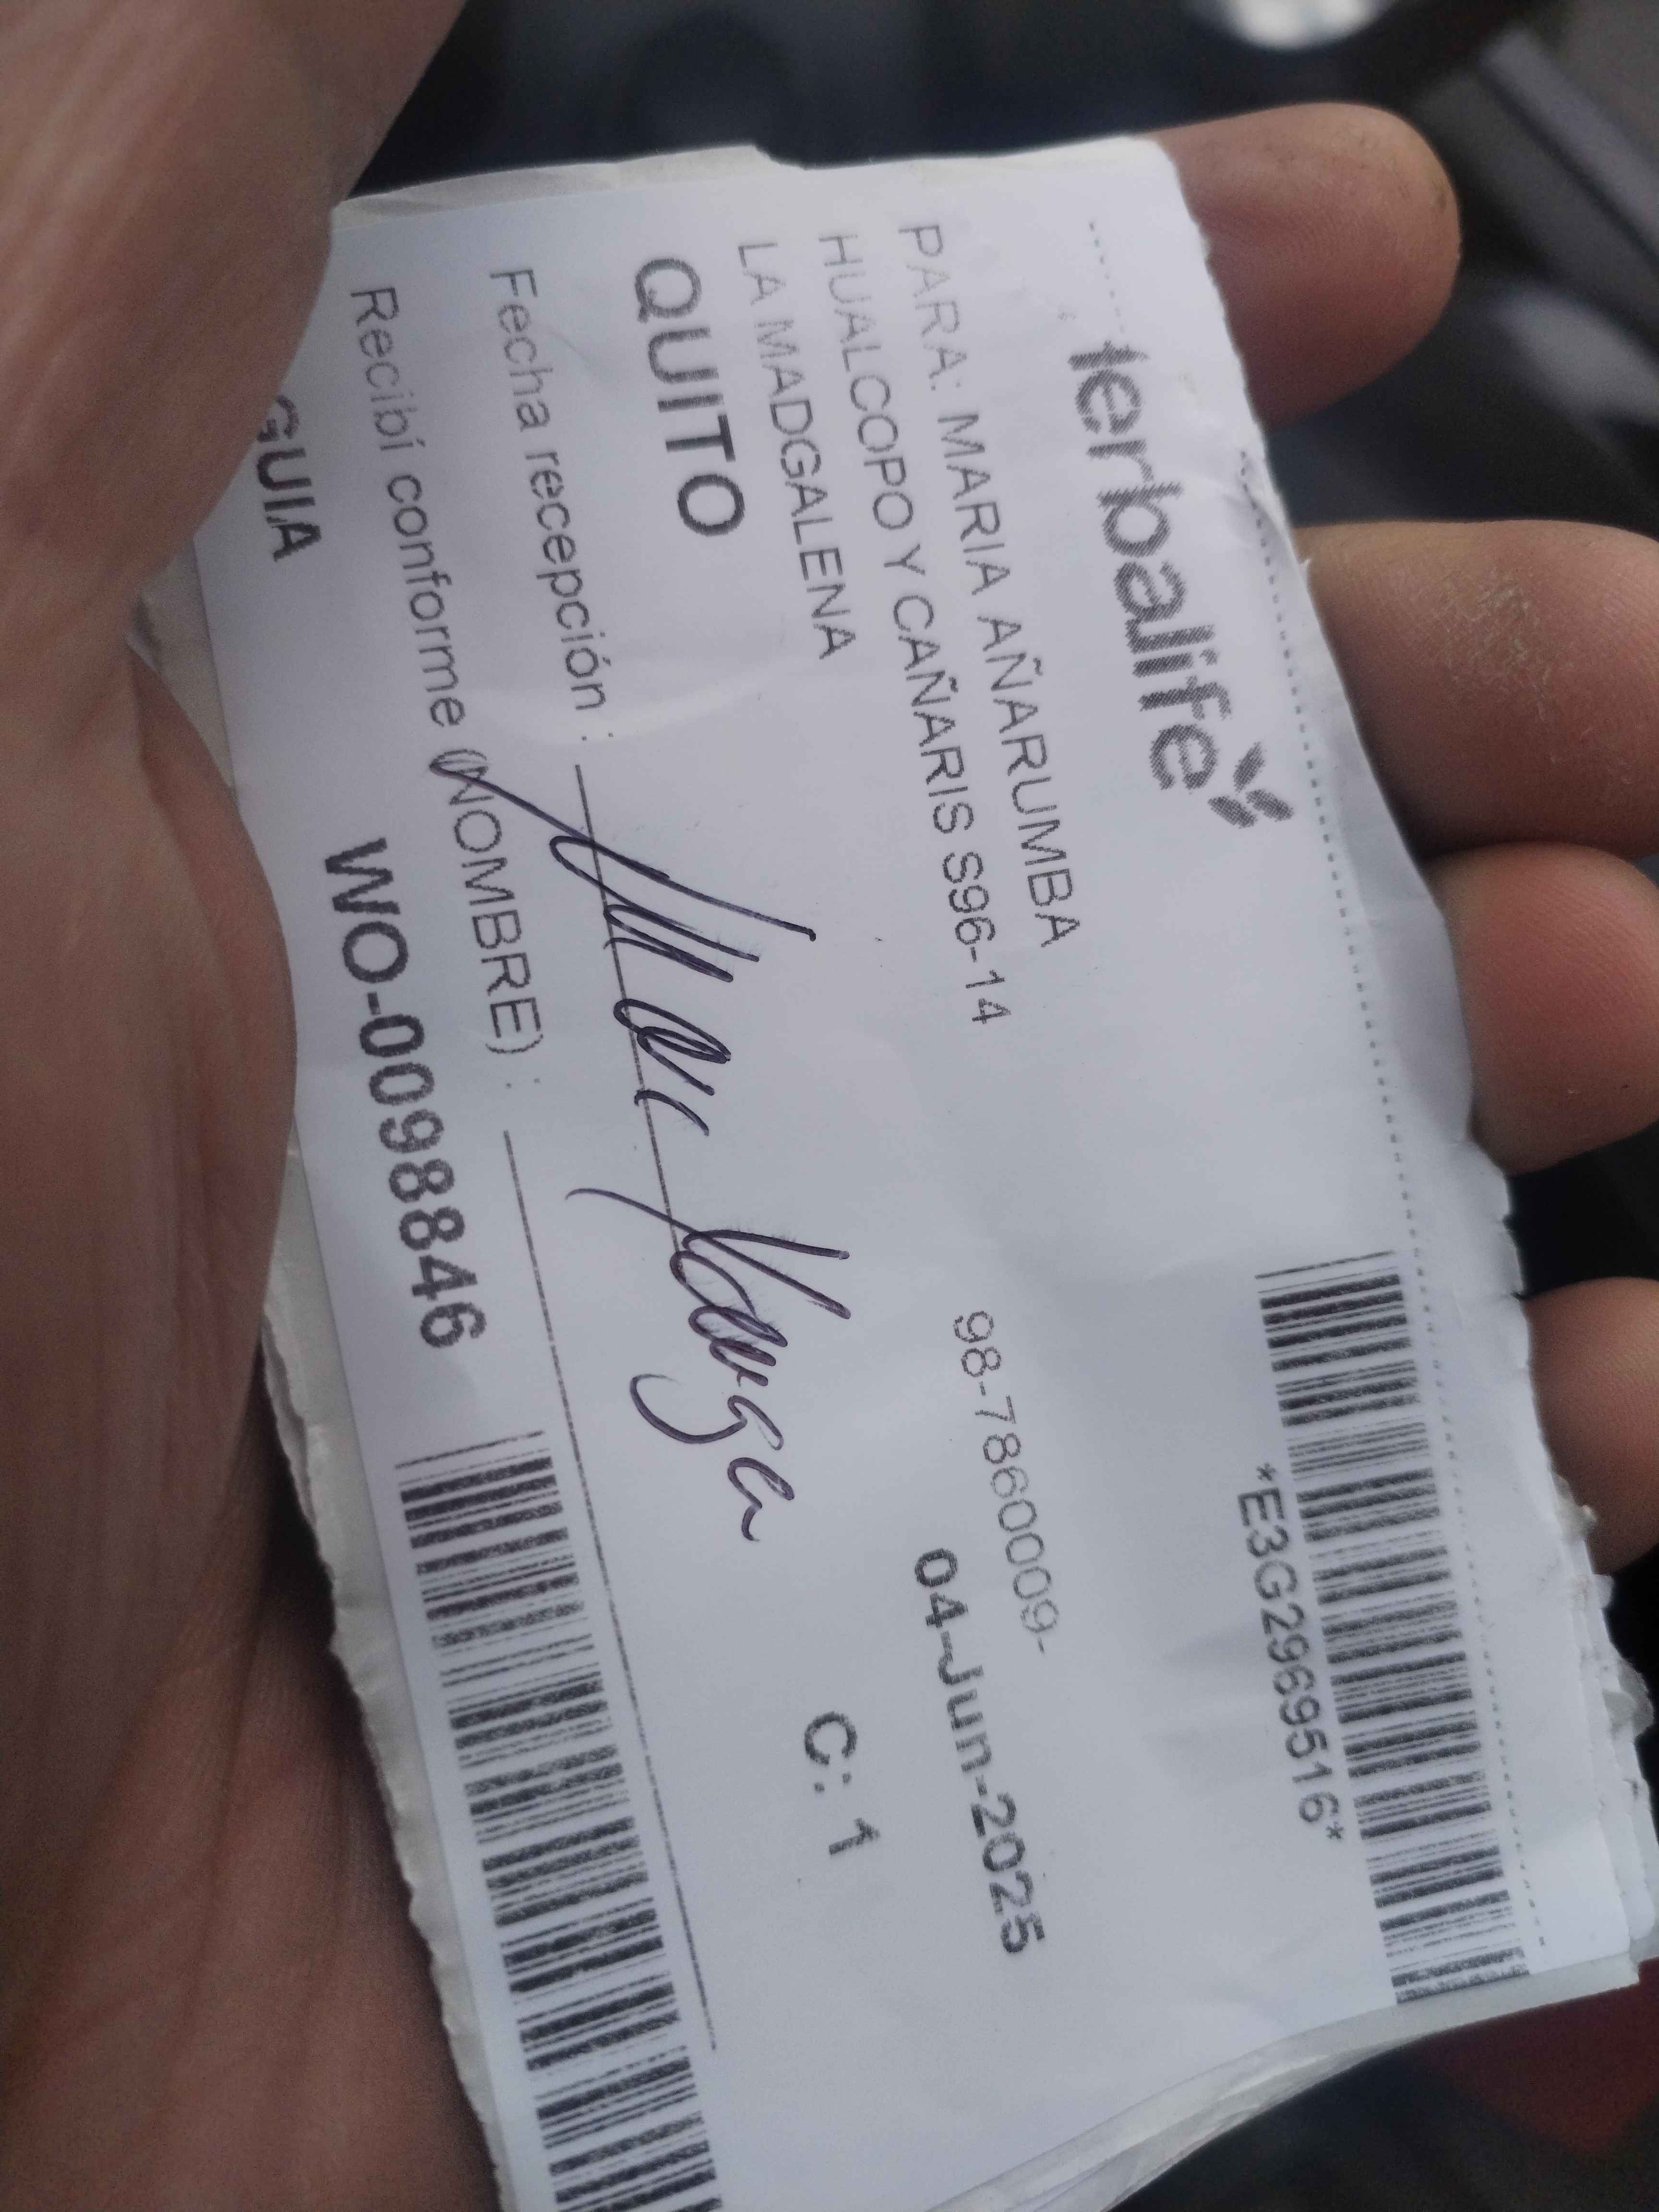 herbalife
*E3G2969516*
PARA: MARIA AÑARUMBA
98-7860009-
HUALCOPO Y CAÑARIS S96-14
04-Jun-2025
LA MADGALENA
QUITO
C: 1
Fecha recepción :
Recibí conforme (NOMBRE) :
GUIA
WO-0098846